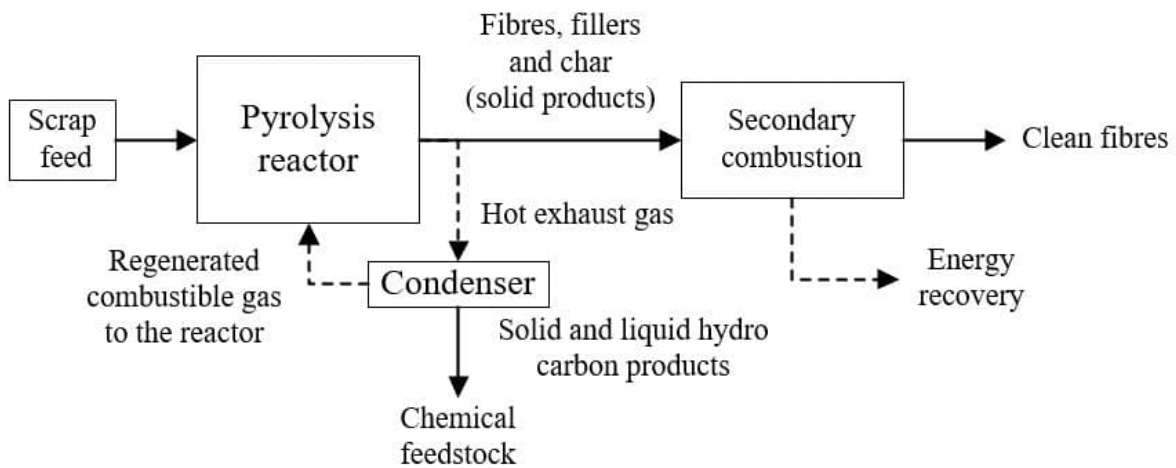 Scrap
feed
Pyrolysis
reactor
Fibres, fillers
and char
(solid products)
Secondary
combustion
Clean fibres
Hot exhaust gas
Regenerated
combustible gas
to the reactor
Condenser
Energy
recovery
Solid and liquid hydro
carbon products
Chemical
feedstock